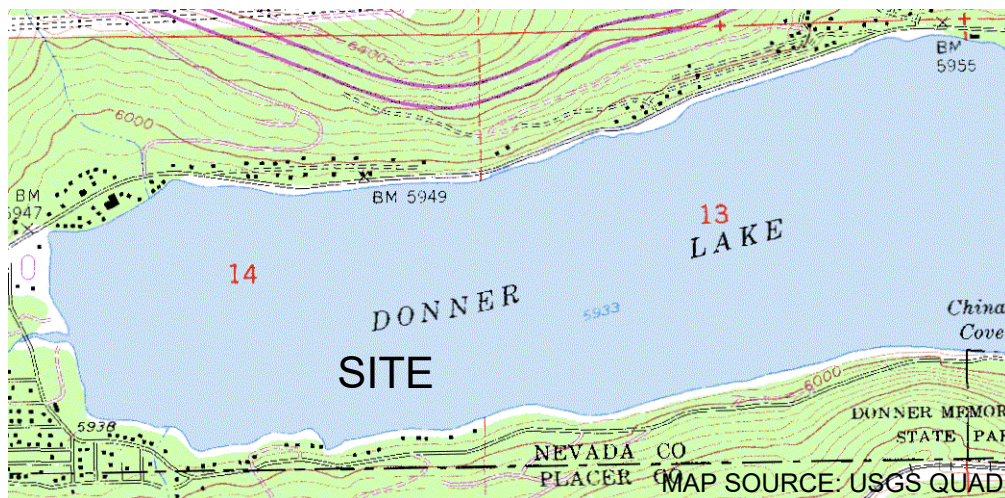 6400
6000
BM
5955
BM
5947
BM 5949
13
LAKE
14
DONNER
5933
China
Cove
SITE
6000
5938
DONNER MEMOR
STATE PAR
NEVADA CO
PLACER CO
MAP SOURCE: USGS QUAD